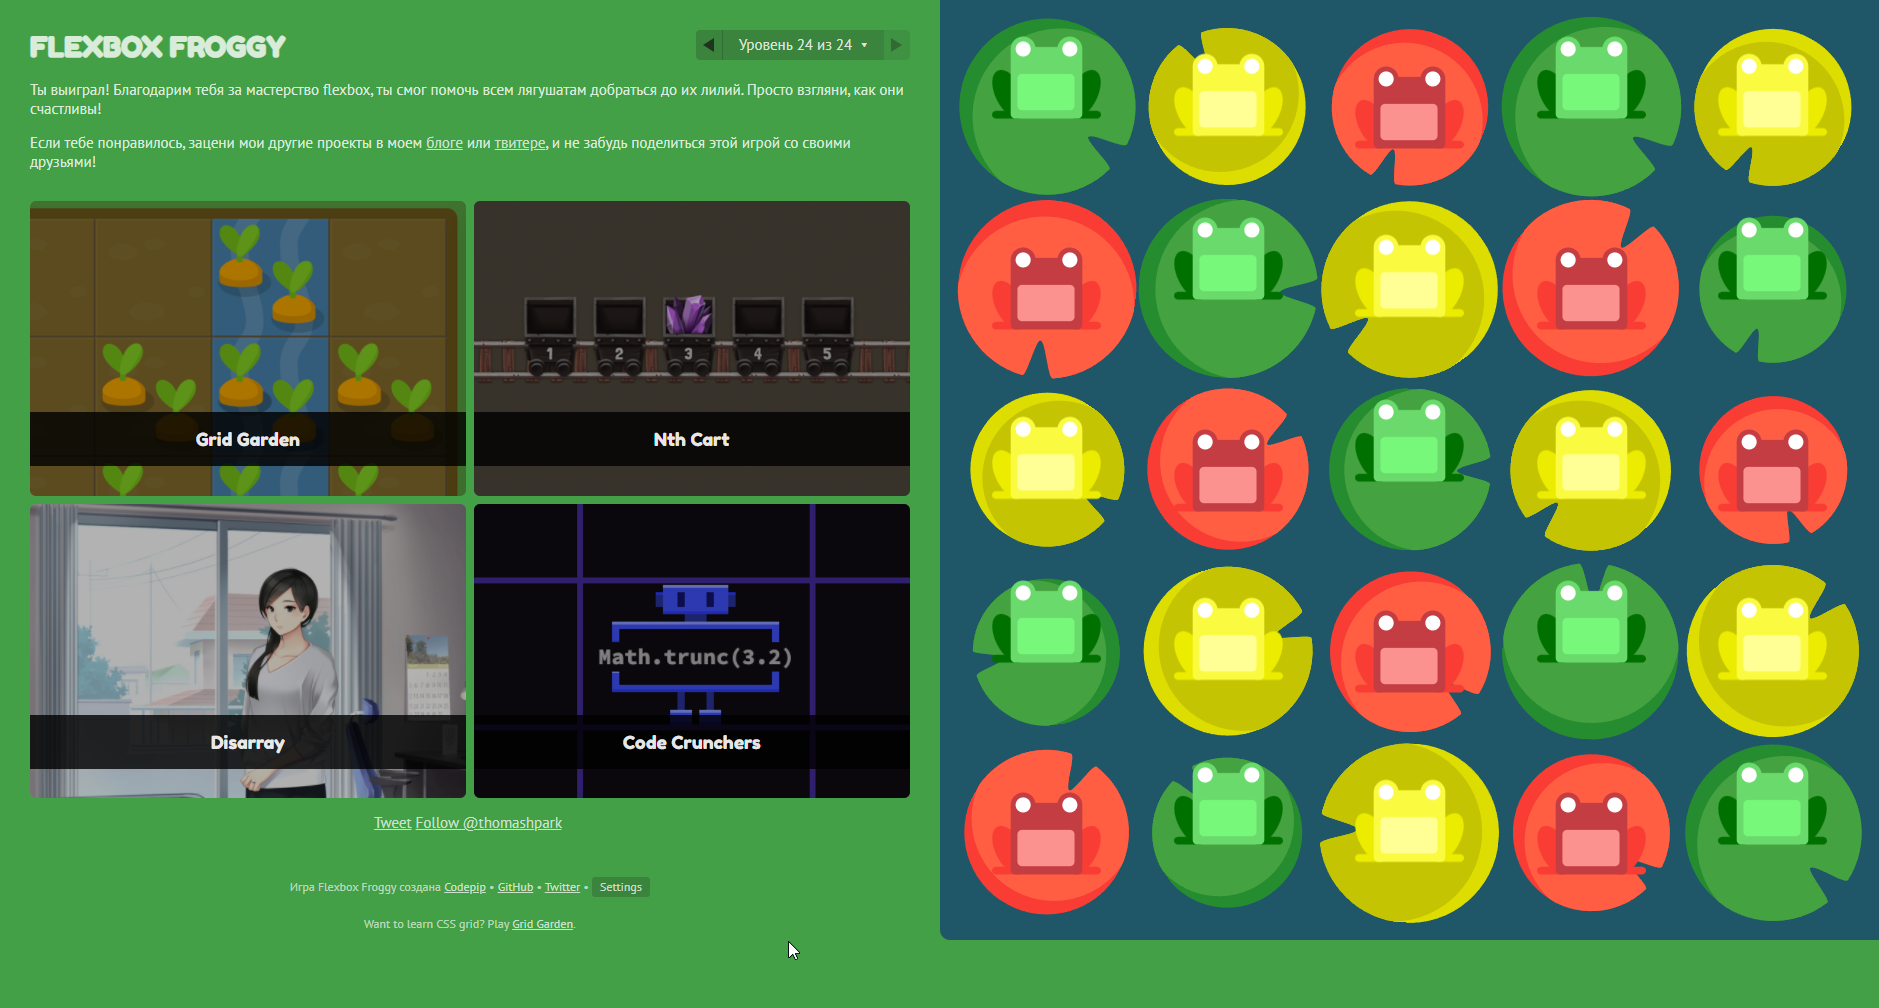 FLEXBOX FROGGY
Уровень 24 из 24
Ты выиграл! Благодарим тебя за мастерство flexbox, ты смог помочь всем лягушатам добраться до их лилий. Просто взгляни, как они
счастливы!
Если тебе понравилось, зацени мои другие проекты в моем блоге или твитере, и не забудь поделиться этой игрой со своими
друзьями!
Grid Garden
1 2 3 4 5
Nth Cart
Disarray
Math.trunc(3.2)
Code Crunchers
Tweet Follow @thomashpark
Игра Flexbox Froggy создана Codepip • GitHub • Twitter • Settings
Want to learn CSS grid? Play Grid Garden.